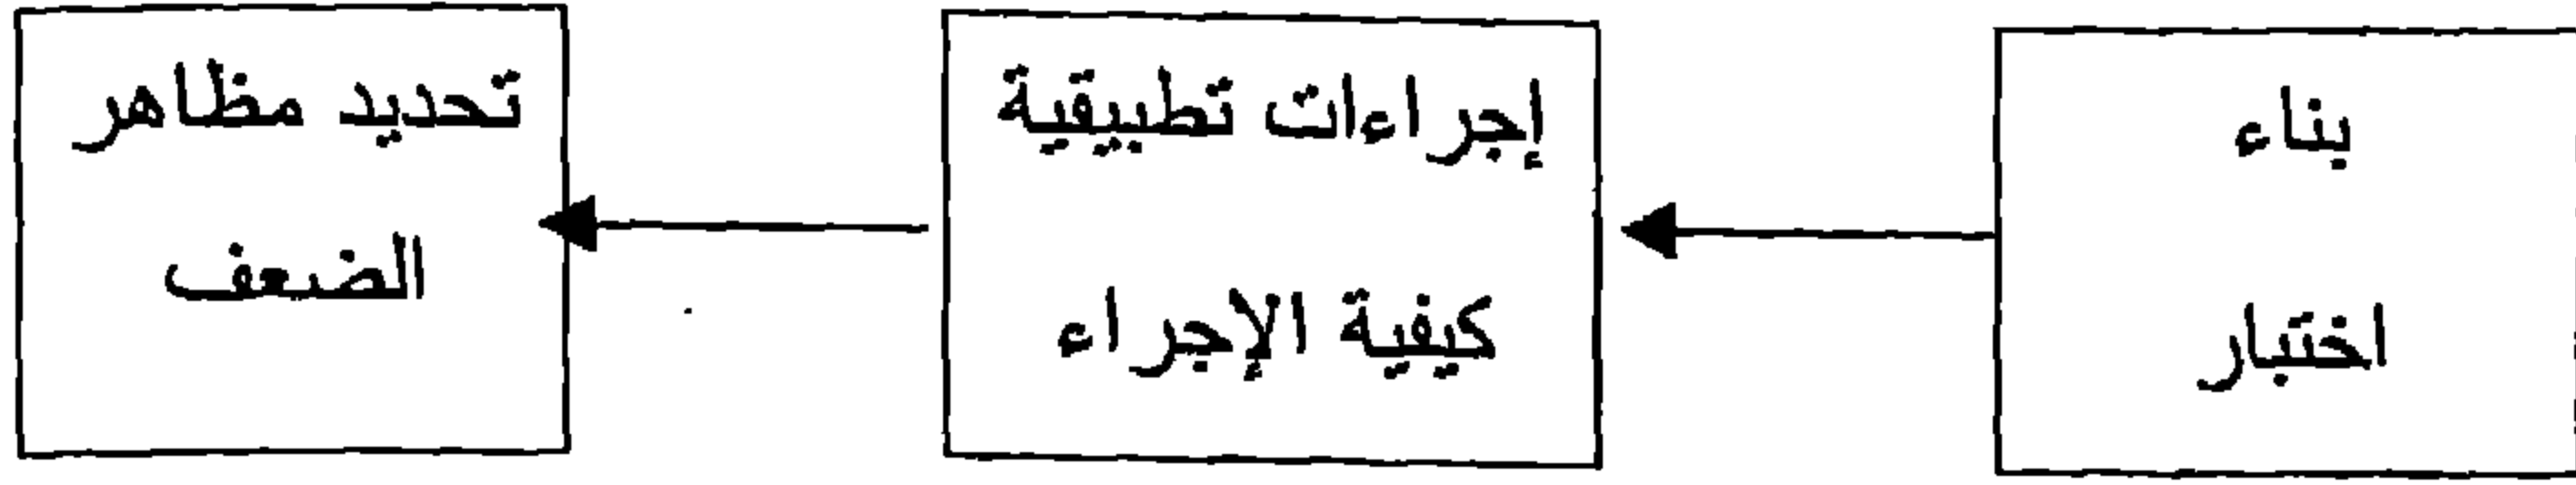 بناء
اختبار
إجراءات تطبيقية
كيفية الإجراء
تحديد مظاهر
الضعف